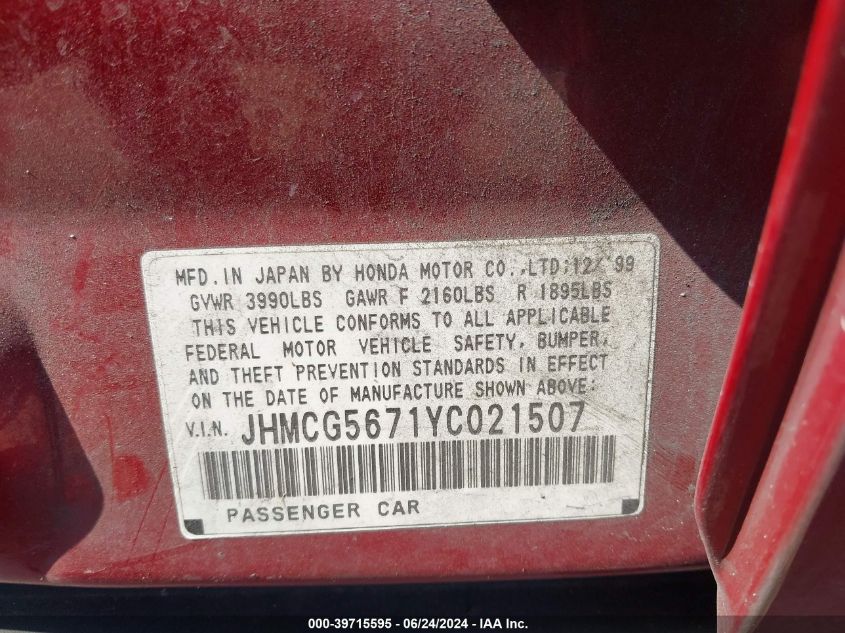 MFD. IN JAPAN BY HONDA MOTOR CO., LTD; 12/'99
GVWR 3990LBS GAWR F 2160LBS R 1895LBS
THIS VEHICLE CONFORMS TO ALL APPLICABLE
FEDERAL MOTOR VEHICLE SAFETY, BUMPER,
AND THEFT PREVENTION STANDARDS IN EFFECT
ON THE DATE OF MANUFACTURE SHOWN ABOVE:
V.I.N. JHMCG5671YC021507
PASSENGER CAR
000-39715595 - 06/24/2024 - IAA Inc.